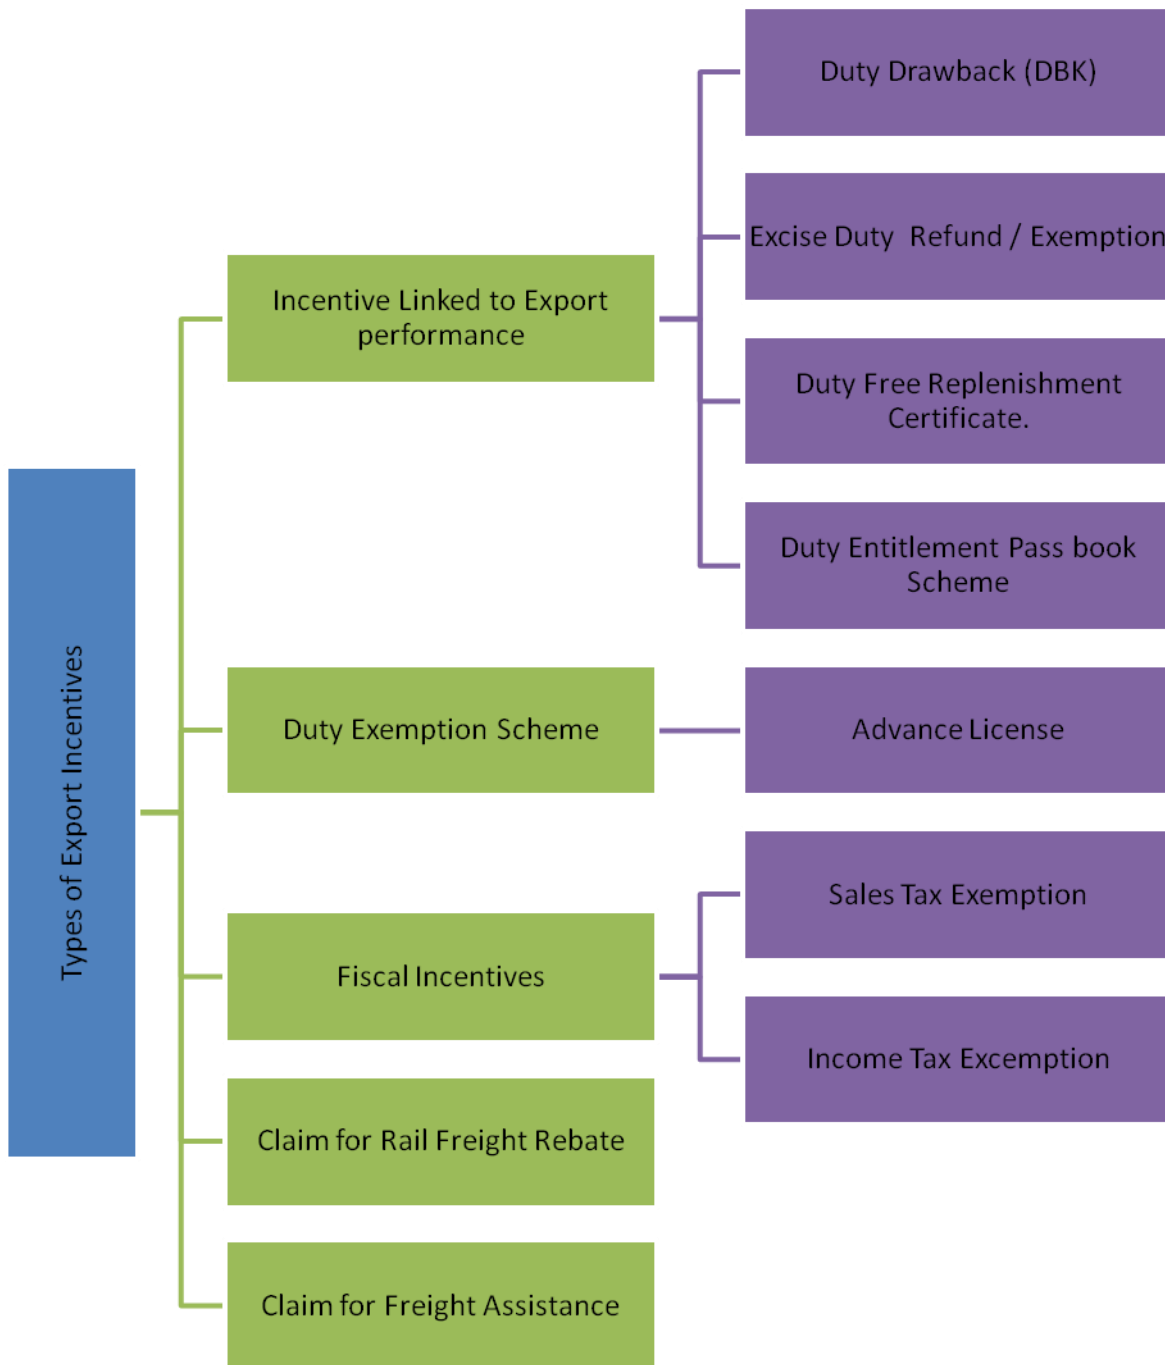 Types of Export Incentives
Incentive Linked to Export
performance
Duty Drawback (DBK)
Excise Duty  Refund / Exemption
Duty Free Replenishment
Certificate.
Duty Entitlement Pass book
Scheme
Duty Exemption Scheme
Advance License
Fiscal Incentives
Sales Tax Exemption
Income Tax Excemption
Claim for Rail Freight Rebate
Claim for Freight Assistance